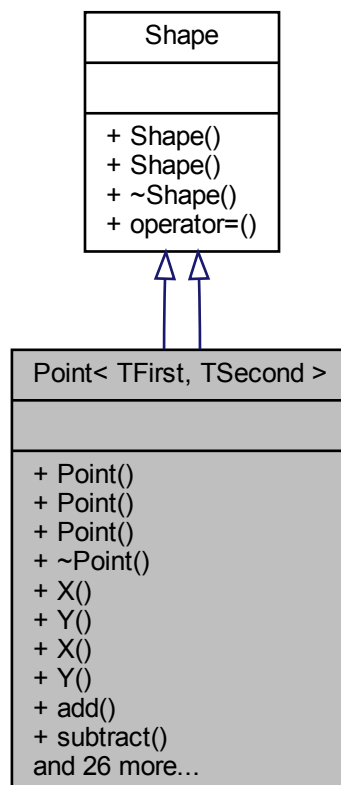 Shape
+ Shape()
+ Shape()
+ ~Shape()
+ operator=()
Point< TFirst, TSecond >
+ Point()
+ Point()
+ Point()
+ ~Point()
+ X()
+ Y()
+ X()
+ Y()
+ add()
+ subtract()
and 26 more...